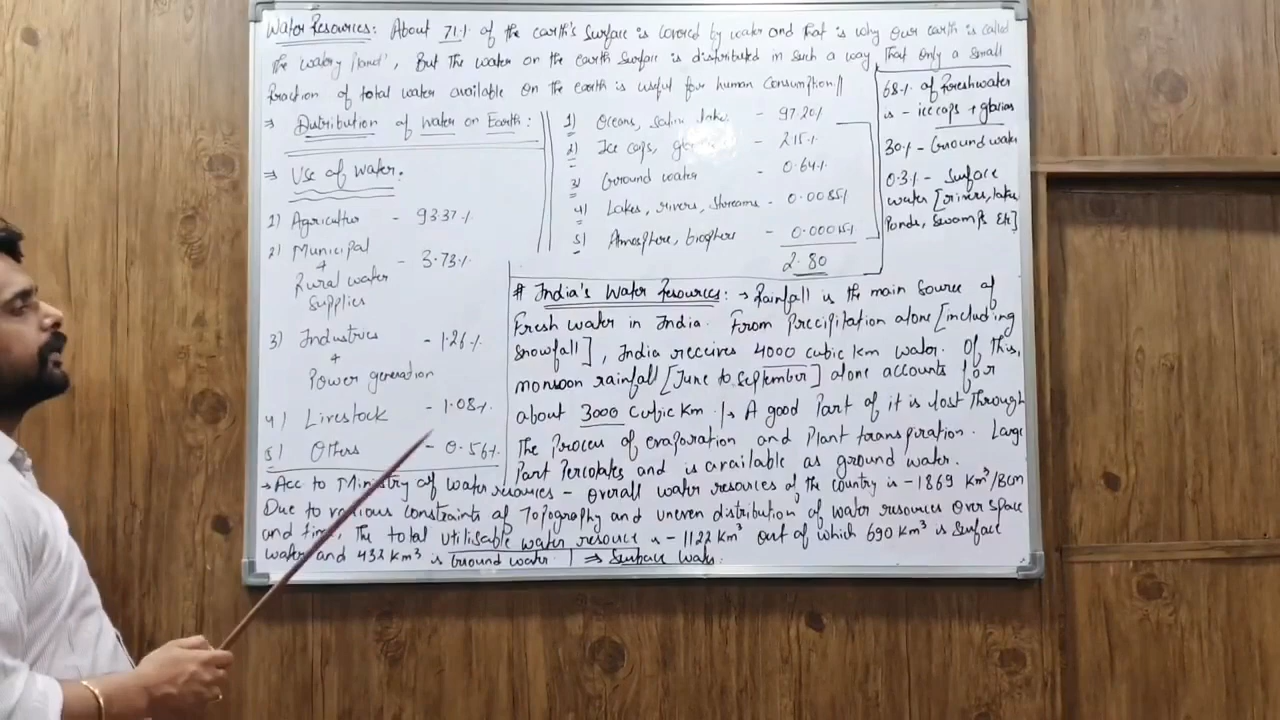 Water Resources: About 71% of the earth's surface is covered by water and that is why our earth is called
the watery planet', But the water on the earth surface is distributed in such a way that only a small
fraction of total water available on the earth is useful for human consumption//
⇒ Distribution of water on Earth:
1) Oceans, saline lakes - 97.20%
2) Ice caps, - 2.15%
3) Ground water - 0.64%
4) Lakes, rivers, streams - 0.0085%
5) Atmosphere, biosphere - 0.0005%
2.80
68% of freshwater
is - ice caps + glaciers
30% - Ground water
0.3% - Surface
water [rivers, lakes,
Ponds, swamps Etc]
⇒ Use of water.
1) Agriculture - 93.37%
2) Municipal
+ - 3.73%
Rural water
Supplies
3) Industries - 1.26%
+
Power generation
4) Livestock - 1.08%
5) Others - 0.56%
# India's Water Resources: → Rainfall is the main source of
Fresh water in India. From Precipitation alone [including
snowfall], India receives 4000 cubic km water. Of this,
monsoon rainfall [June to September] alone accounts for
about 3000 cubic km. A good Part of it is lost through
the Process of evaporation and Plant transpiration. Large
Part Percolates and is available as ground water.
→ Acc to Ministry of water resources - overall water resources of the country is - 1869 Km³/Bcm
Due to various constraints of Topography and uneven distribution of water resources over space
and time, the total utilisable water resource is - 1122 Km³ out of which 690 Km³ is surface
water and 432 Km³ is Ground water ⇒ Surface Water.